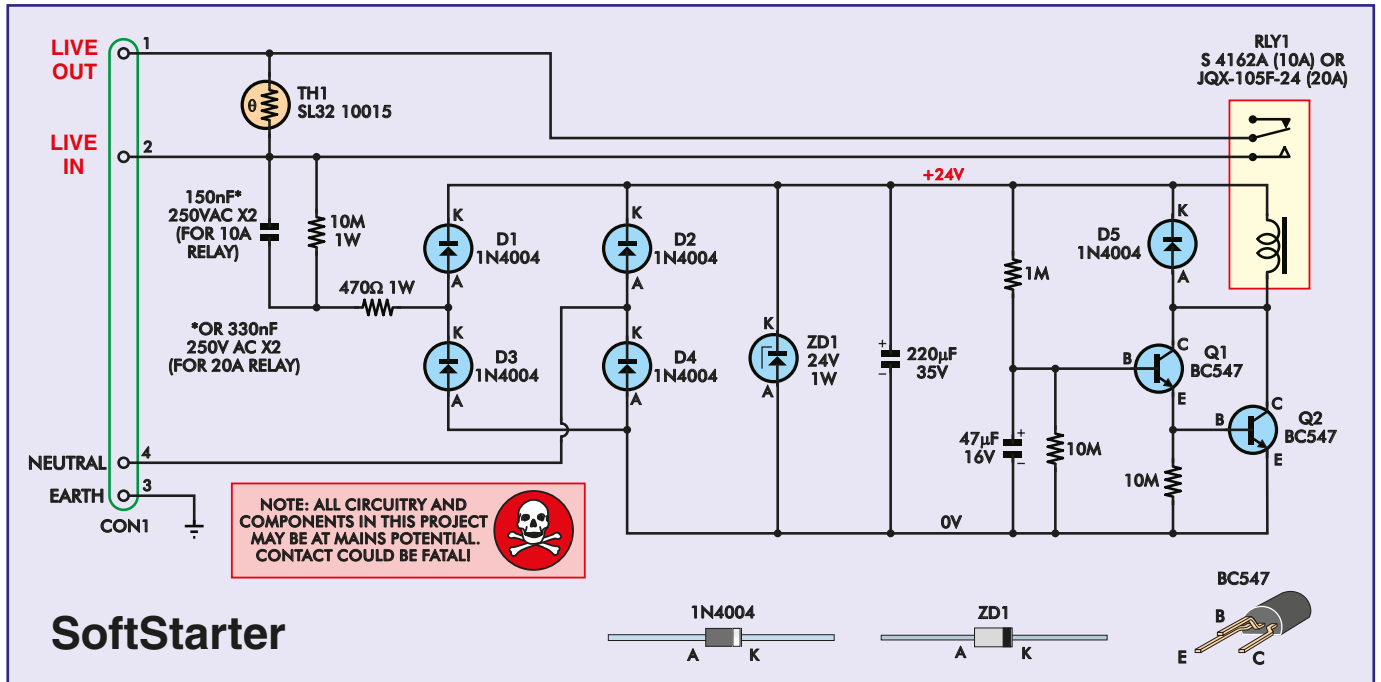 LIVE
OUT
1
TH1
SL32 10015
θ
RLY1
S 4162A (10A) OR
JQX-105F-24 (20A)
LIVE
IN
2
+24V
150nF*
250VAC X2
(FOR 10A
RELAY)
10M
1W
470Ω 1W
*OR 330nF
250V AC X2
(FOR 20A RELAY)
K
D1
1N4004
A
K
D2
1N4004
A
K
D3
1N4004
A
K
D4
1N4004
A
K
ZD1
24V
1W
A
+
220µF
35V
–
1M
K
D5
1N4004
A
C
B
Q1
BC547
E
C
B
Q2
BC547
E
47µF
16V
+
–
10M
10M
NEUTRAL
4
EARTH
3
CON1
0V
NOTE: ALL CIRCUITRY AND
COMPONENTS IN THIS PROJECT
MAY BE AT MAINS POTENTIAL.
CONTACT COULD BE FATAL!
SoftStarter
1N4004
A
K
ZD1
A
K
BC547
B
E
C